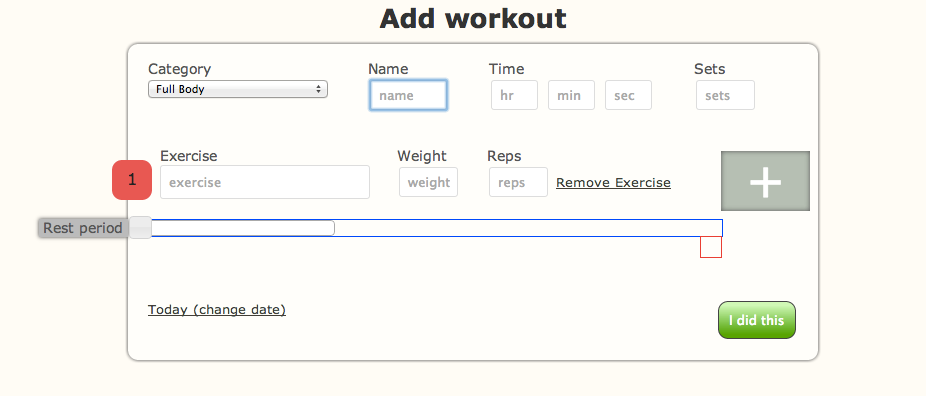 Add workout
Category Name Time Sets
Full Body name hr min sec sets
Exercise Weight Reps
1 exercise weight reps Remove Exercise
Rest period
Today (change date) I did this